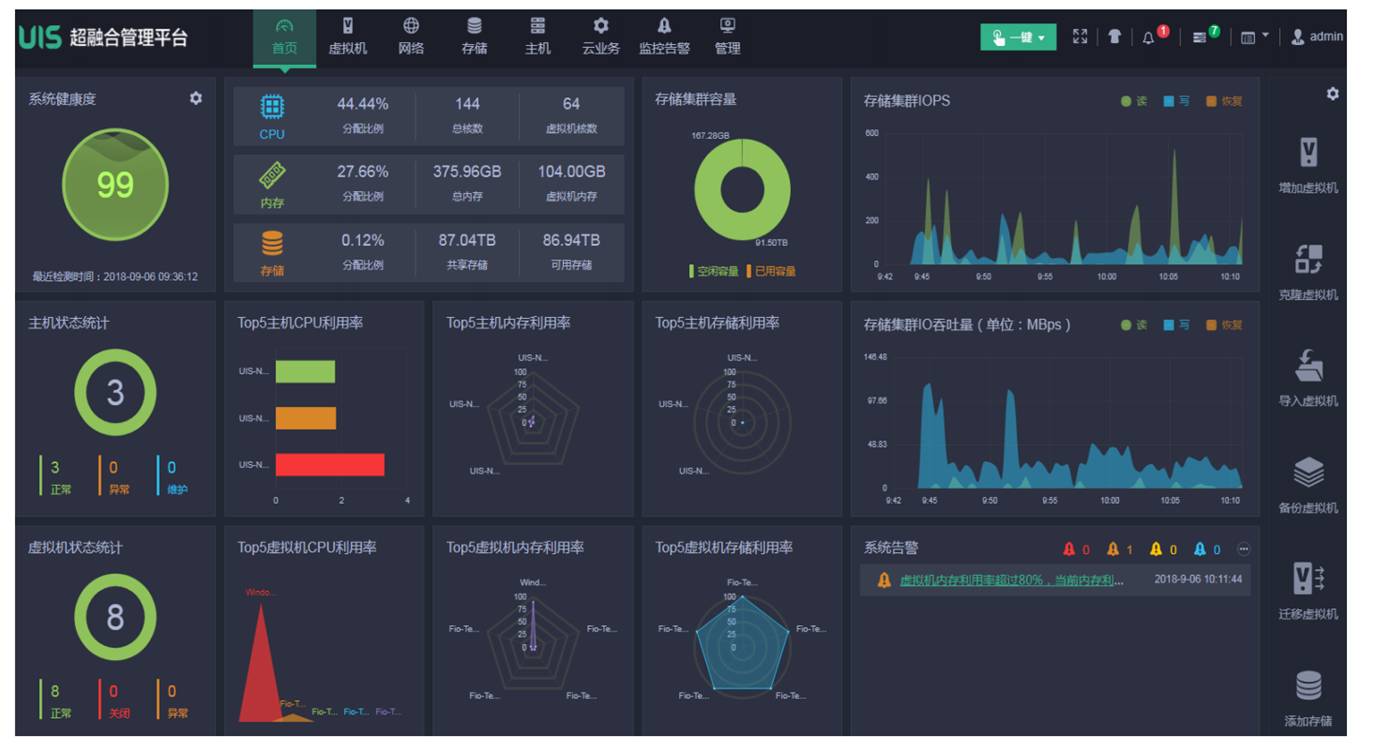 UIS 超融合管理平台
首页 虚拟机 网络 存储 主机 云业务 监控告警 管理
一键 1 7 admin
系统健康度
99
最近检测时间：2018-09-06 09:36:12
CPU
44.44% 144 64
分配比例 总核数 虚拟机核数
内存
27.66% 375.96GB 104.00GB
分配比例 总内存 虚拟机内存
存储
0.12% 87.04TB 86.94TB
分配比例 共享存储 可用存储
存储集群容量
167.28GB
91.50TB
空闲容量 已用容量
存储集群IOPS
读 写 恢复
600
400
200
0
9:42 9:45 9:50 9:55 10:00 10:05 10:10
主机状态统计
3
3 0 0
正常 异常 维护
Top5主机CPU利用率
UIS-N...
UIS-N...
UIS-N...
0 2 4
Top5主机内存利用率
UIS-N...
100
75
50
25
0
UIS-N...
UIS-N...
Top5主机存储利用率
UIS-N...
100
75
50
25
0
UIS-N...
UIS-N...
存储集群IO吞吐量（单位：MBps）
读 写 恢复
146.48
97.66
48.83
0
9:42 9:45 9:50 9:55 10:00 10:05 10:10
虚拟机状态统计
8
8 0 0
正常 关闭 异常
Top5虚拟机CPU利用率
Windo...
Fio-T...
Fio-T... Fio-T... Fio-T...
Top5虚拟机内存利用率
Wind...
100
75
50
25
0
Fio-Te... Fio-Te...
Fio-Te... Fio-Te...
Top5虚拟机存储利用率
Fio-Te...
100
75
50
25
0
Fio-Te... Fio-Te...
Fio-Te... Fio-Te...
系统告警
0 1 0 0
虚拟机内存利用率超过80%，当前内存利... 2018-9-06 10:11:44
增加虚拟机
克隆虚拟机
导入虚拟机
备份虚拟机
迁移虚拟机
添加存储